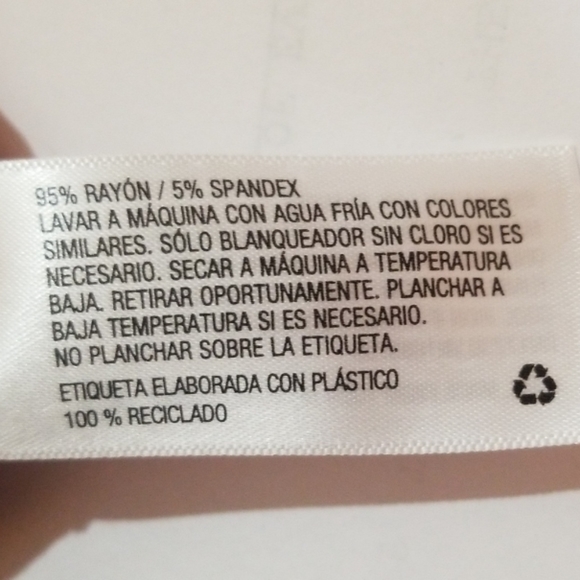 95% RAYÓN / 5% SPANDEX
LAVAR A MÁQUINA CON AGUA FRÍA CON COLORES
SIMILARES. SÓLO BLANQUEADOR SIN CLORO SI ES
NECESARIO. SECAR A MÁQUINA A TEMPERATURA
BAJA. RETIRAR OPORTUNAMENTE. PLANCHAR A
BAJA TEMPERATURA SI ES NECESARIO.
NO PLANCHAR SOBRE LA ETIQUETA.
ETIQUETA ELABORADA CON PLÁSTICO
100 % RECICLADO